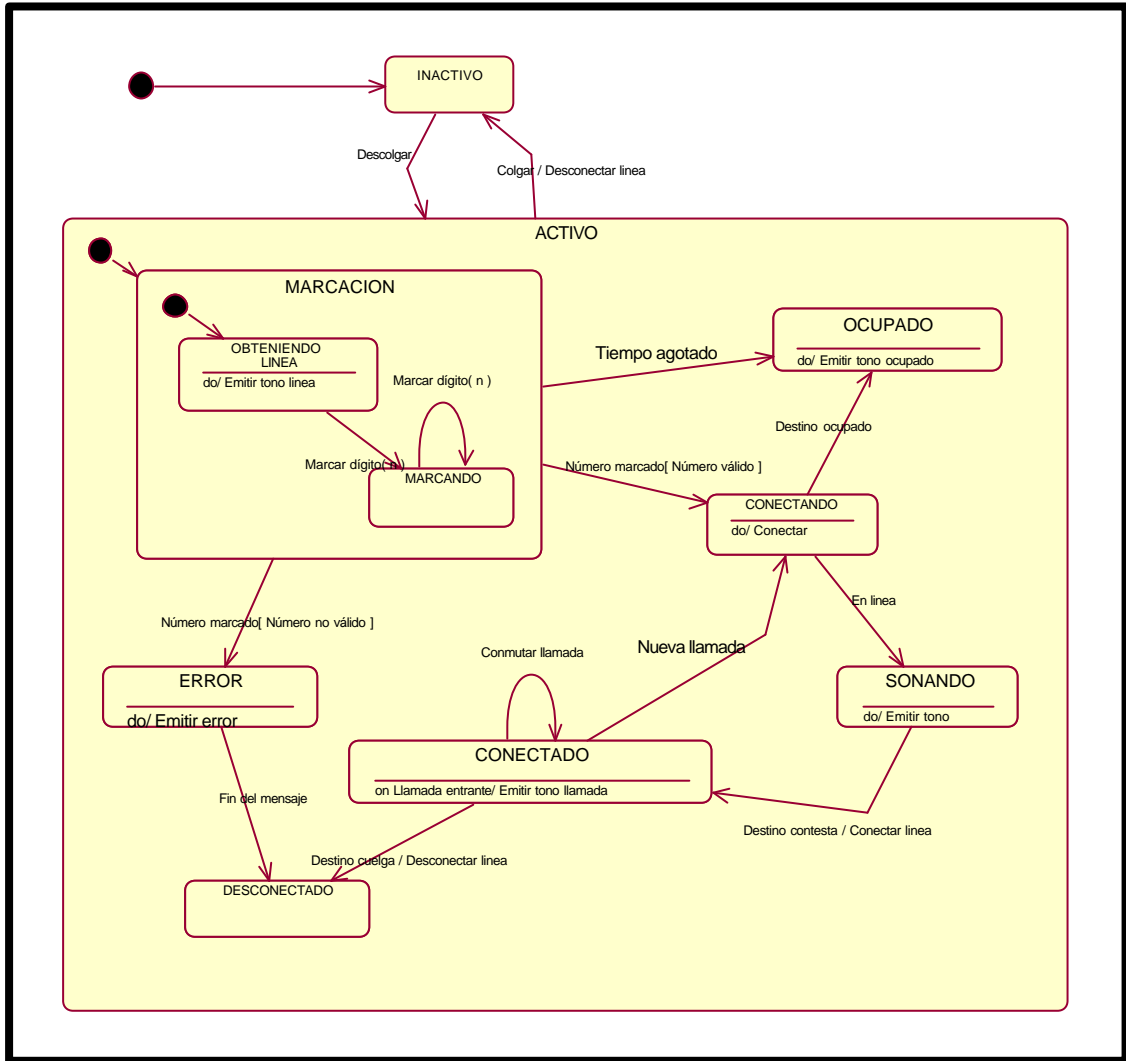 INACTIVO
Descolgar
Colgar / Desconectar linea
ACTIVO
MARCACION
OBTENIENDO
LINEA
do/ Emitir tono linea
Marcar dígito( n )
Marcar dígito( n )
MARCANDO
Tiempo agotado
OCUPADO
do/ Emitir tono ocupado
Destino ocupado
Número marcado[ Número válido ]
CONECTANDO
do/ Conectar
En linea
Número marcado[ Número no válido ]
ERROR
do/ Emitir error
Conmutar llamada
Nueva llamada
SONANDO
do/ Emitir tono
CONECTADO
on Llamada entrante/ Emitir tono llamada
Fin del mensaje
Destino contesta / Conectar linea
Destino cuelga / Desconectar linea
DESCONECTADO